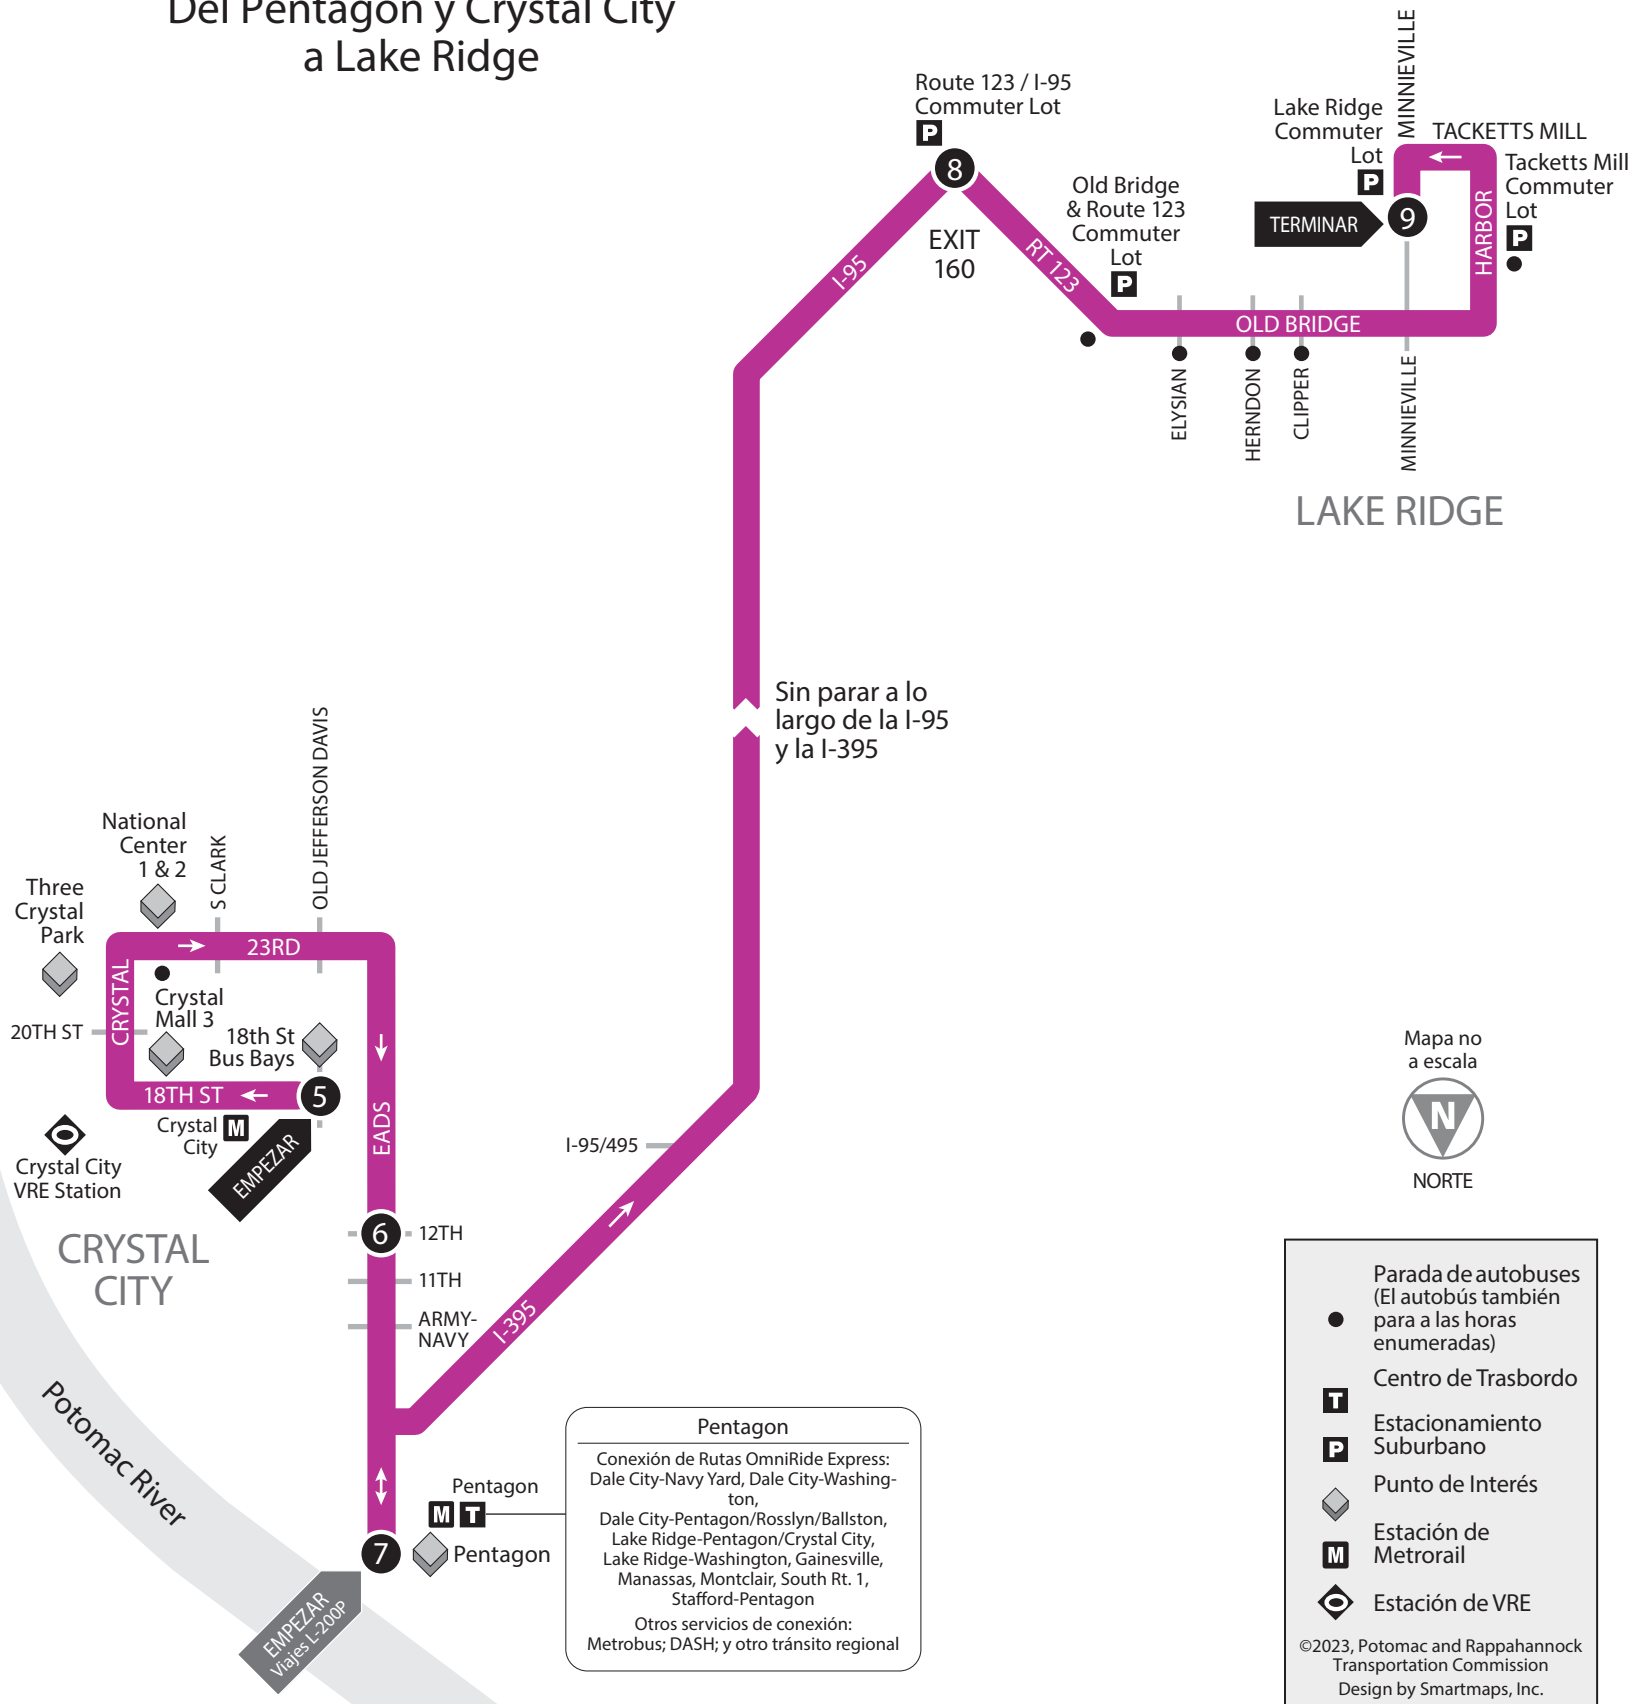 Del Pentagon y Crystal City
a Lake Ridge
Route 123 / I-95
Commuter Lot
P
8
EXIT
160
I-95
RT 123
Old Bridge
& Route 123
Commuter
Lot
P
Lake Ridge
Commuter
Lot
P
MINNIEVILLE
TACKETTS MILL
Tacketts Mill
Commuter
Lot
P
TERMINAR
9
HARBOR
OLD BRIDGE
ELYSIAN
HERNDON
CLIPPER
MINNIEVILLE
LAKE RIDGE
Sin parar a lo
largo de la I-95
y la I-395
National
Center
1 & 2
S CLARK
OLD JEFFERSON DAVIS
Three
Crystal
Park
23RD
CRYSTAL
Crystal
Mall 3
20TH ST
18th St
Bus Bays
18TH ST
5
EADS
Crystal
City
M
EMPEZAR
Crystal City
VRE Station
CRYSTAL
CITY
I-95/495
6
12TH
11TH
ARMY-
NAVY
I-395
Potomac River
Pentagon
M T
7
Pentagon
EMPEZAR
Viajes L-200P
Pentagon
Conexión de Rutas OmniRide Express:
Dale City-Navy Yard, Dale City-Washing-
ton,
Dale City-Pentagon/Rosslyn/Ballston,
Lake Ridge-Pentagon/Crystal City,
Lake Ridge-Washington, Gainesville,
Manassas, Montclair, South Rt. 1,
Stafford-Pentagon
Otros servicios de conexión:
Metrobus; DASH; y otro tránsito regional
Mapa no
a escala
N
NORTE
Parada de autobuses
(El autobús también
para a las horas
enumeradas)
Centro de Trasbordo
T
Estacionamiento
Suburbano
P
Punto de Interés
Estación de
Metrorail
M
Estación de VRE
©2023, Potomac and Rappahannock
Transportation Commission
Design by Smartmaps, Inc.